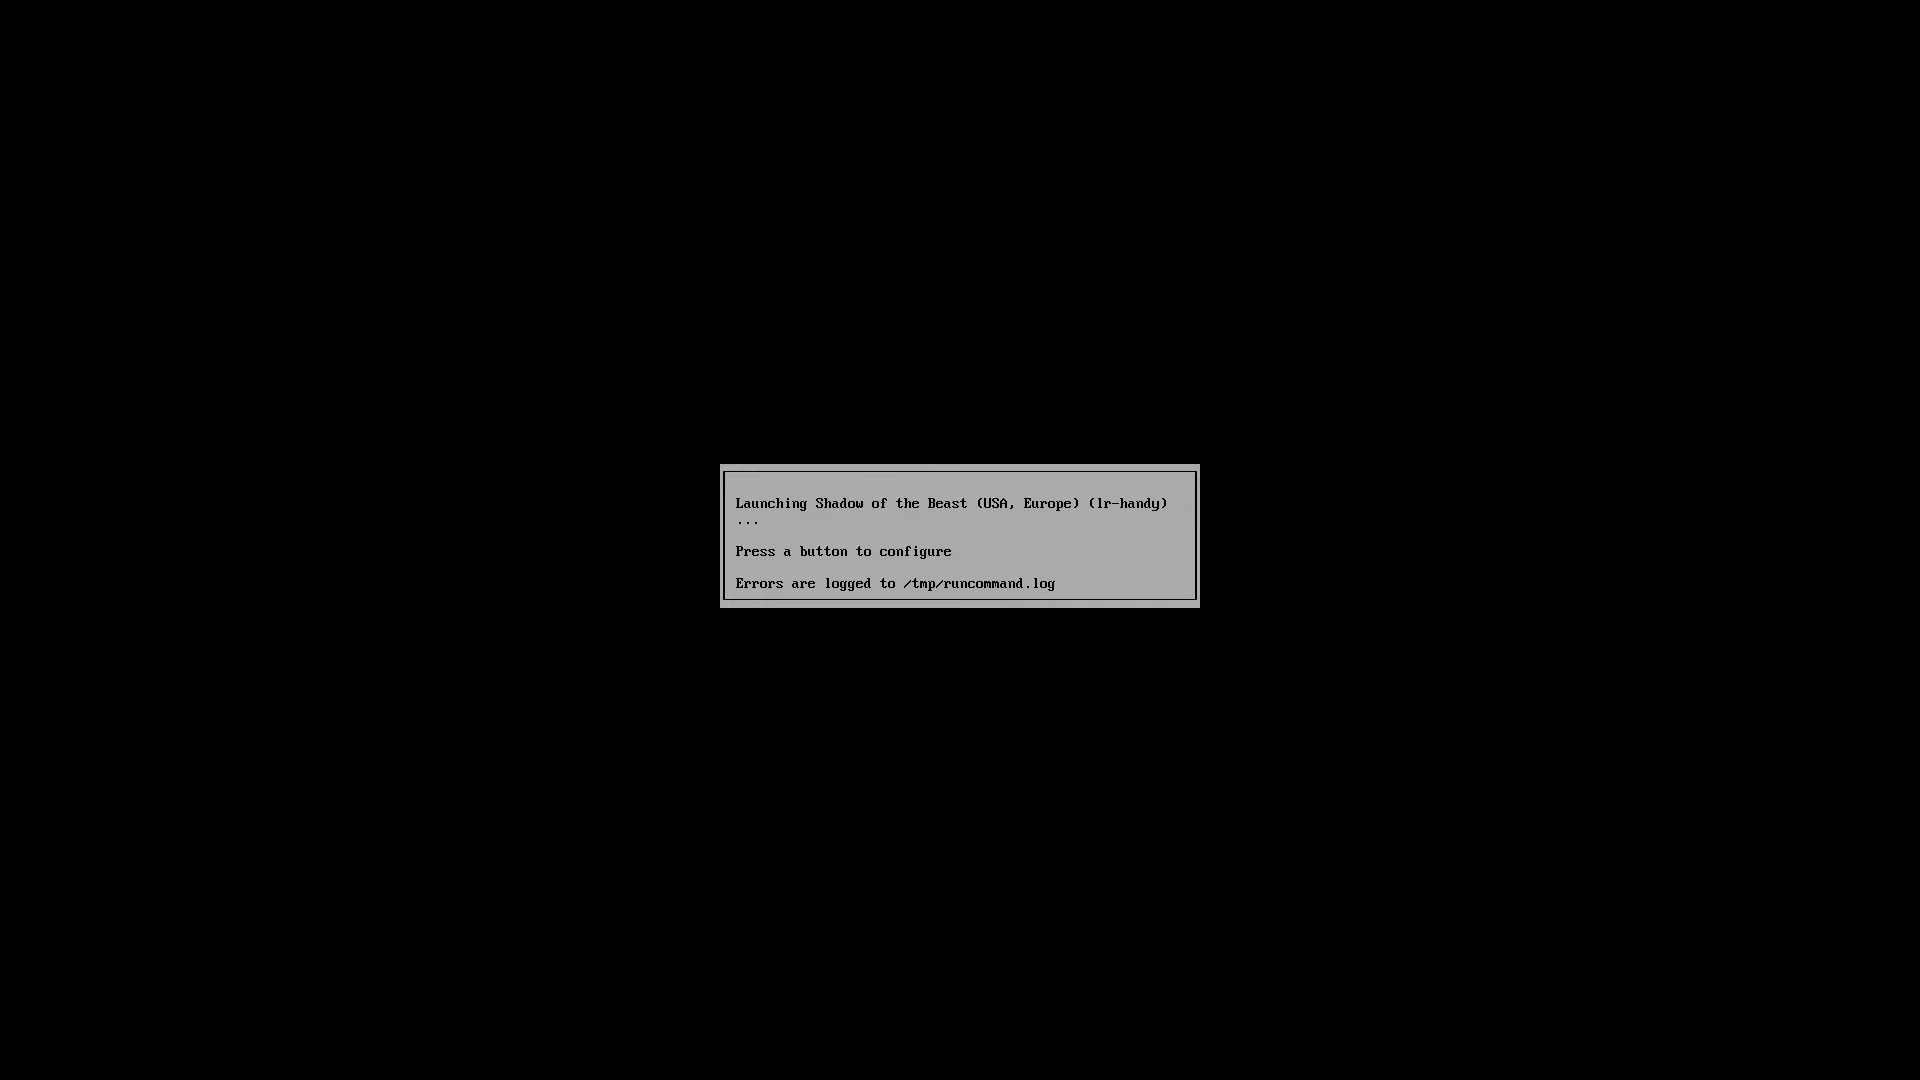 Launching Shadow of the Beast (USA, Europe) (lr-handy)
...
Press a button to configure
Errors are logged to /tmp/runcommand.log